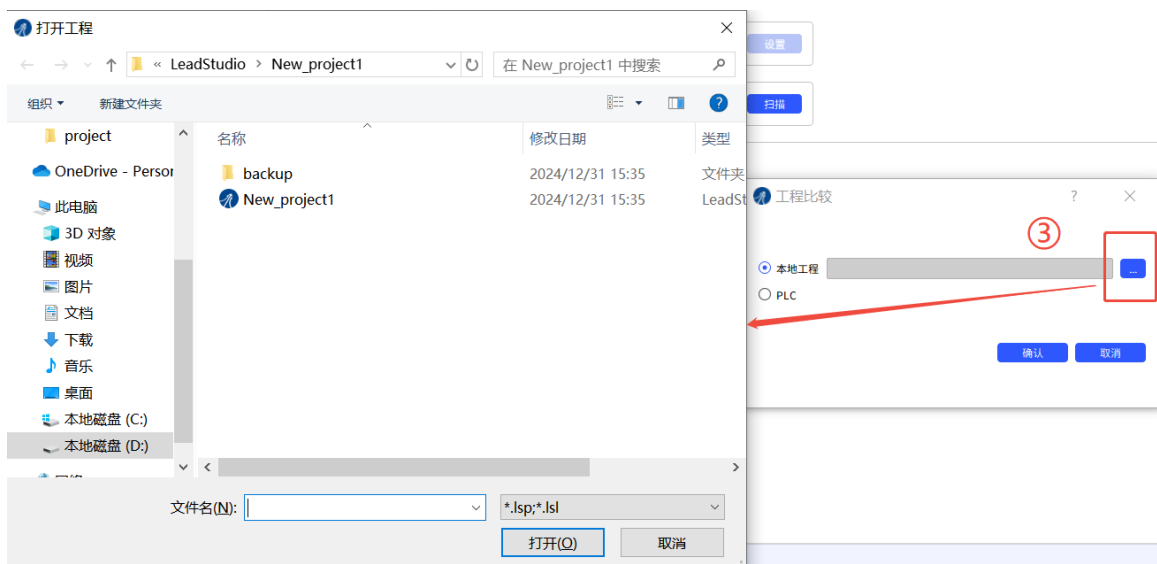 打开工程
« LeadStudio > New_project1
在 New_project1 中搜索
组织
新建文件夹
?
project
OneDrive - Person
此电脑
3D 对象
视频
图片
文档
下载
音乐
桌面
本地磁盘 (C:)
本地磁盘 (D:)
名称
修改日期
类型
backup
2024/12/31 15:35
文件夹
New_project1
2024/12/31 15:35
LeadSt
文件名(N):
*.lsp;*.lsl
打开(O)
取消
设置
扫描
工程比较
?
③
本地工程
...
PLC
确认
取消